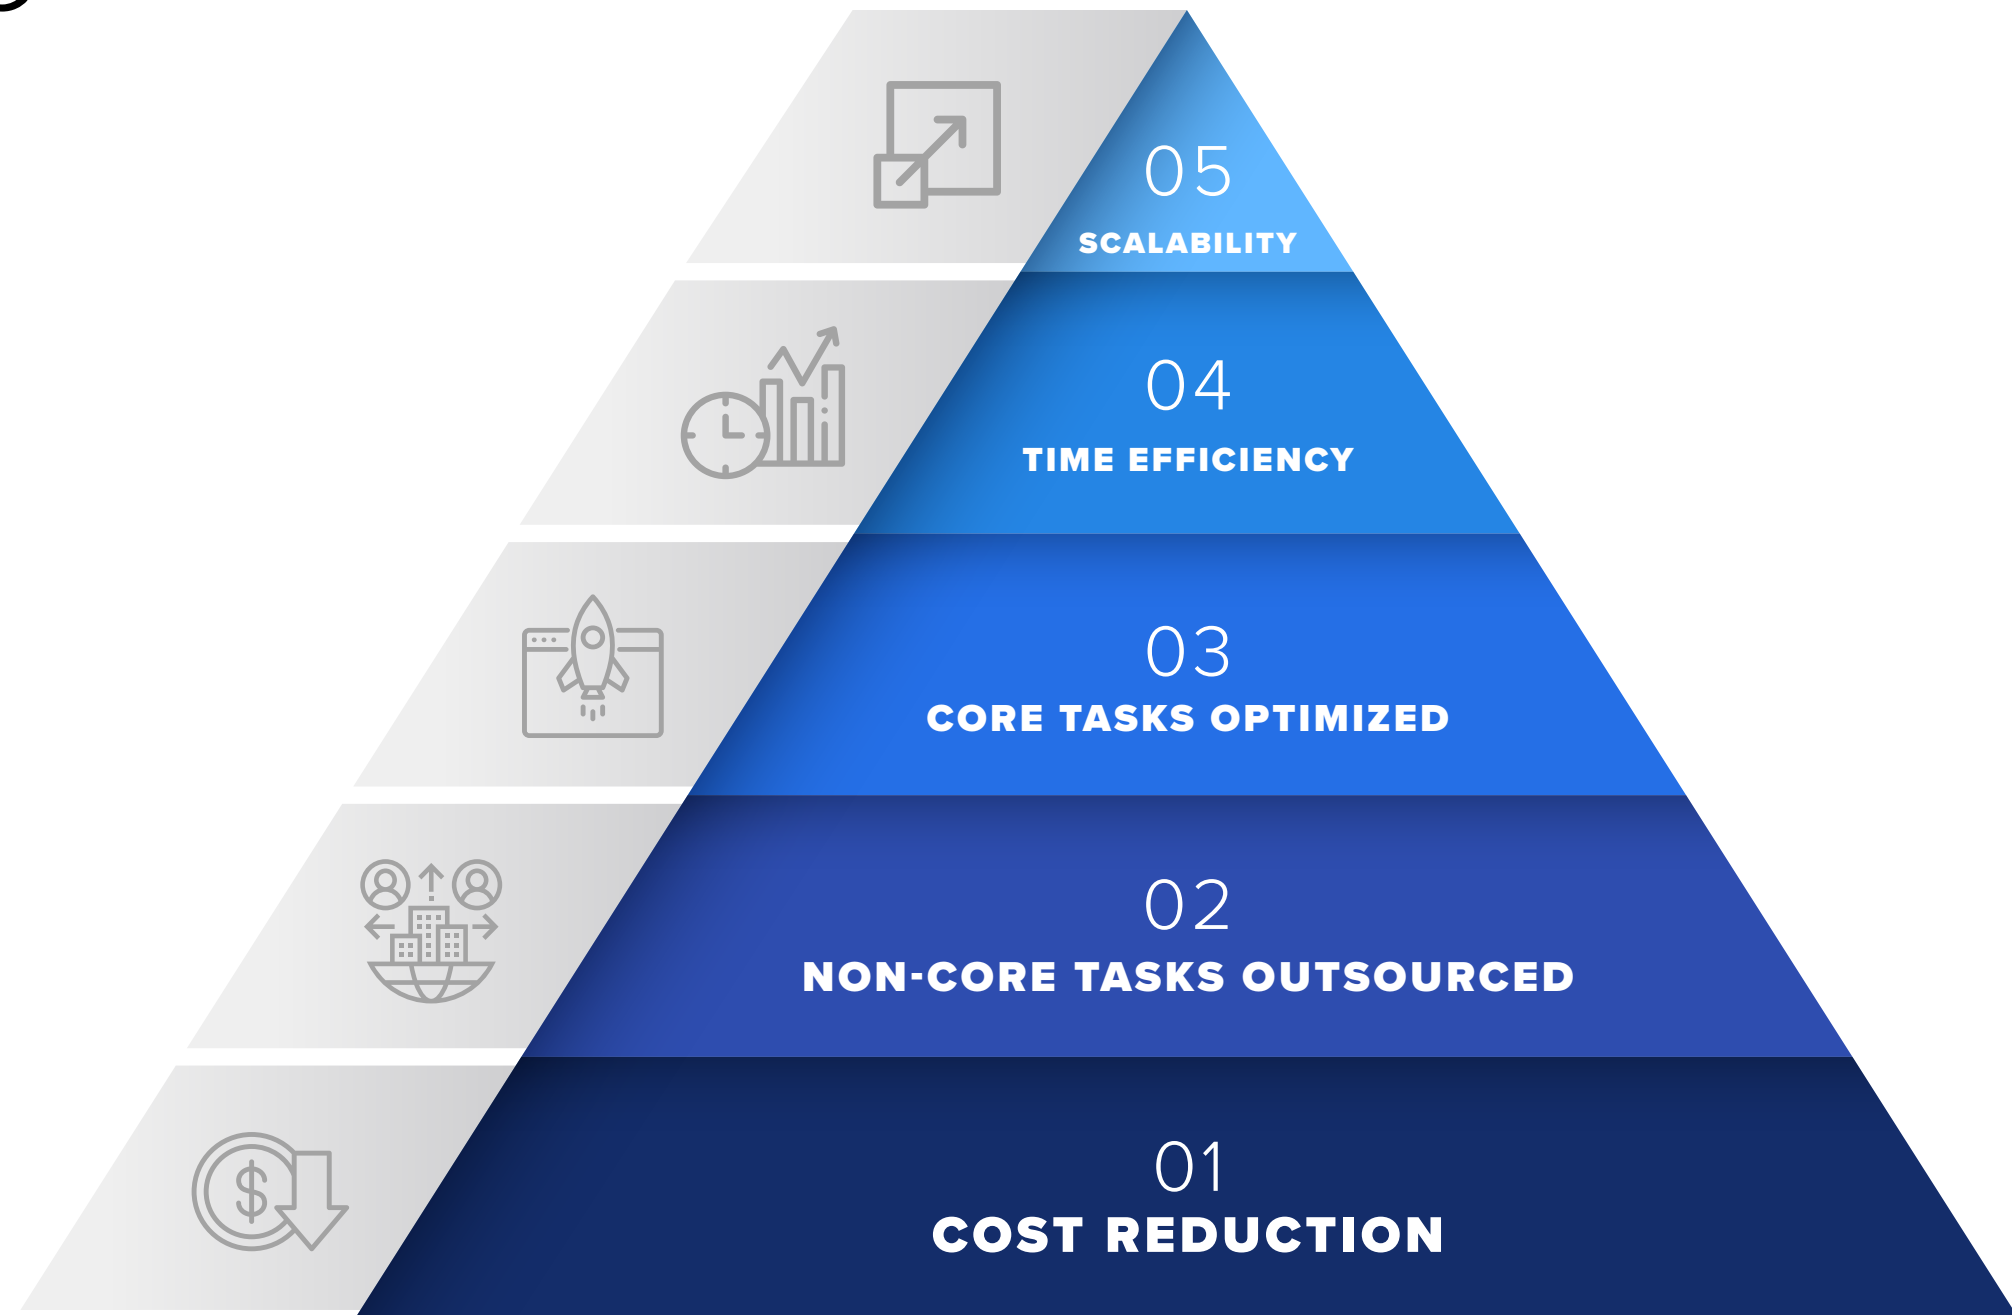 05
SCALABILITY
04
TIME EFFICIENCY
03
CORE TASKS OPTIMIZED
02
NON-CORE TASKS OUTSOURCED
$
01
COST REDUCTION